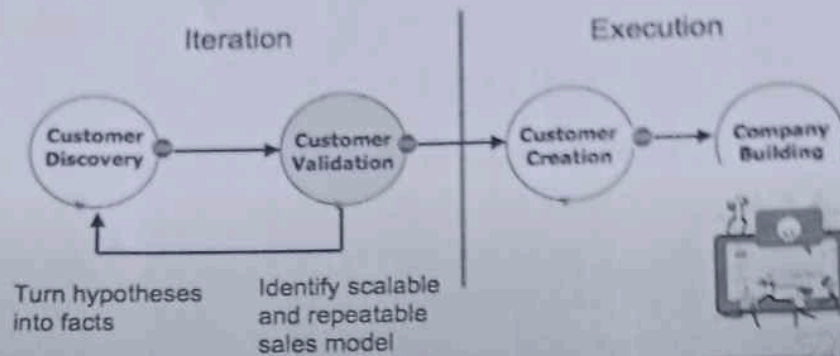 Iteration
Execution
Customer
Discovery
Customer
Validation
Customer
Creation
Company
Building
Turn hypotheses
into facts
Identify scalable
and repeatable
sales model